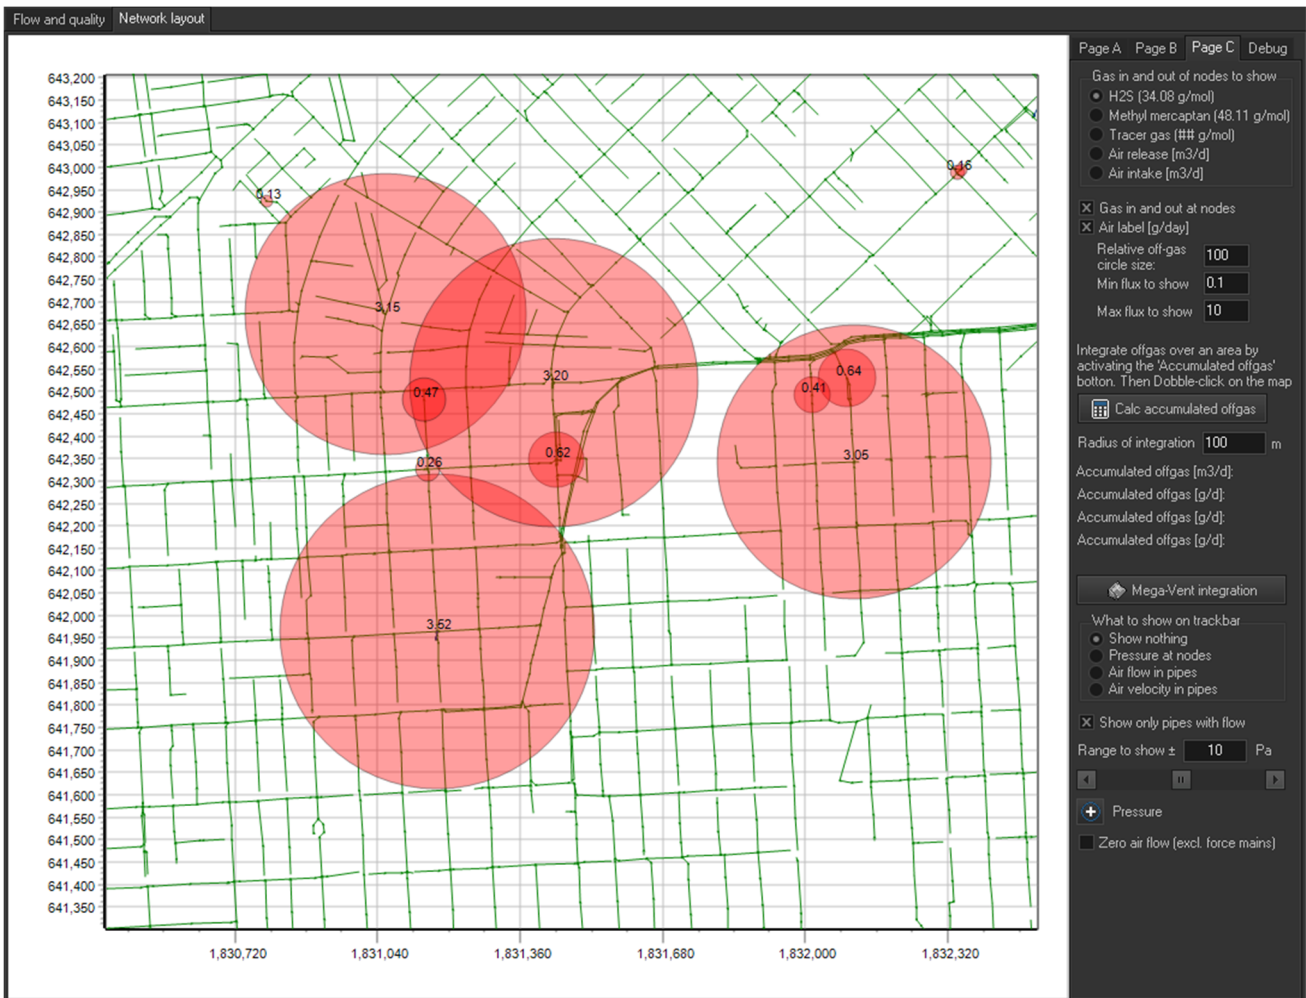 Flow and quality
Network layout
643,200
643,150
643,100
643,050
643,000
642,950
642,900
642,850
642,800
642,750
642,700
642,650
642,600
642,550
642,500
642,450
642,400
642,350
642,300
642,250
642,200
642,150
642,100
642,050
642,000
641,950
641,900
641,850
641,800
641,750
641,700
641,650
641,600
641,550
641,500
641,450
641,400
641,350
0.15
0.13
3.15
3.20
0.64
0.41
0.47
0.62
3.05
0.26
3.52
1,830,720
1,831,040
1,831,360
1,831,680
1,832,000
1,832,320
Page A
Page B
Page C
Debug
Gas in and out of nodes to show
H2S (34.08 g/mol)
Methyl mercaptan (48.11 g/mol)
Tracer gas (## g/mol)
Air release [m3/d]
Air intake [m3/d]
Gas in and out at nodes
Air label [g/day]
Relative off-gas
circle size:
100
Min flux to show
0.1
Max flux to show
10
Integrate offgas over an area by
activating the 'Accumulated offgas'
botton. Then Dobble-click on the map
Calc accumulated offgas
Radius of integration
100
m
Accumulated offgas [m3/d]:
Accumulated offgas [g/d]:
Accumulated offgas [g/d]:
Accumulated offgas [g/d]:
Mega-Vent integration
What to show on trackbar
Show nothing
Pressure at nodes
Air flow in pipes
Air velocity in pipes
Show only pipes with flow
Range to show ±
10
Pa
Pressure
Zero air flow (excl. force mains)